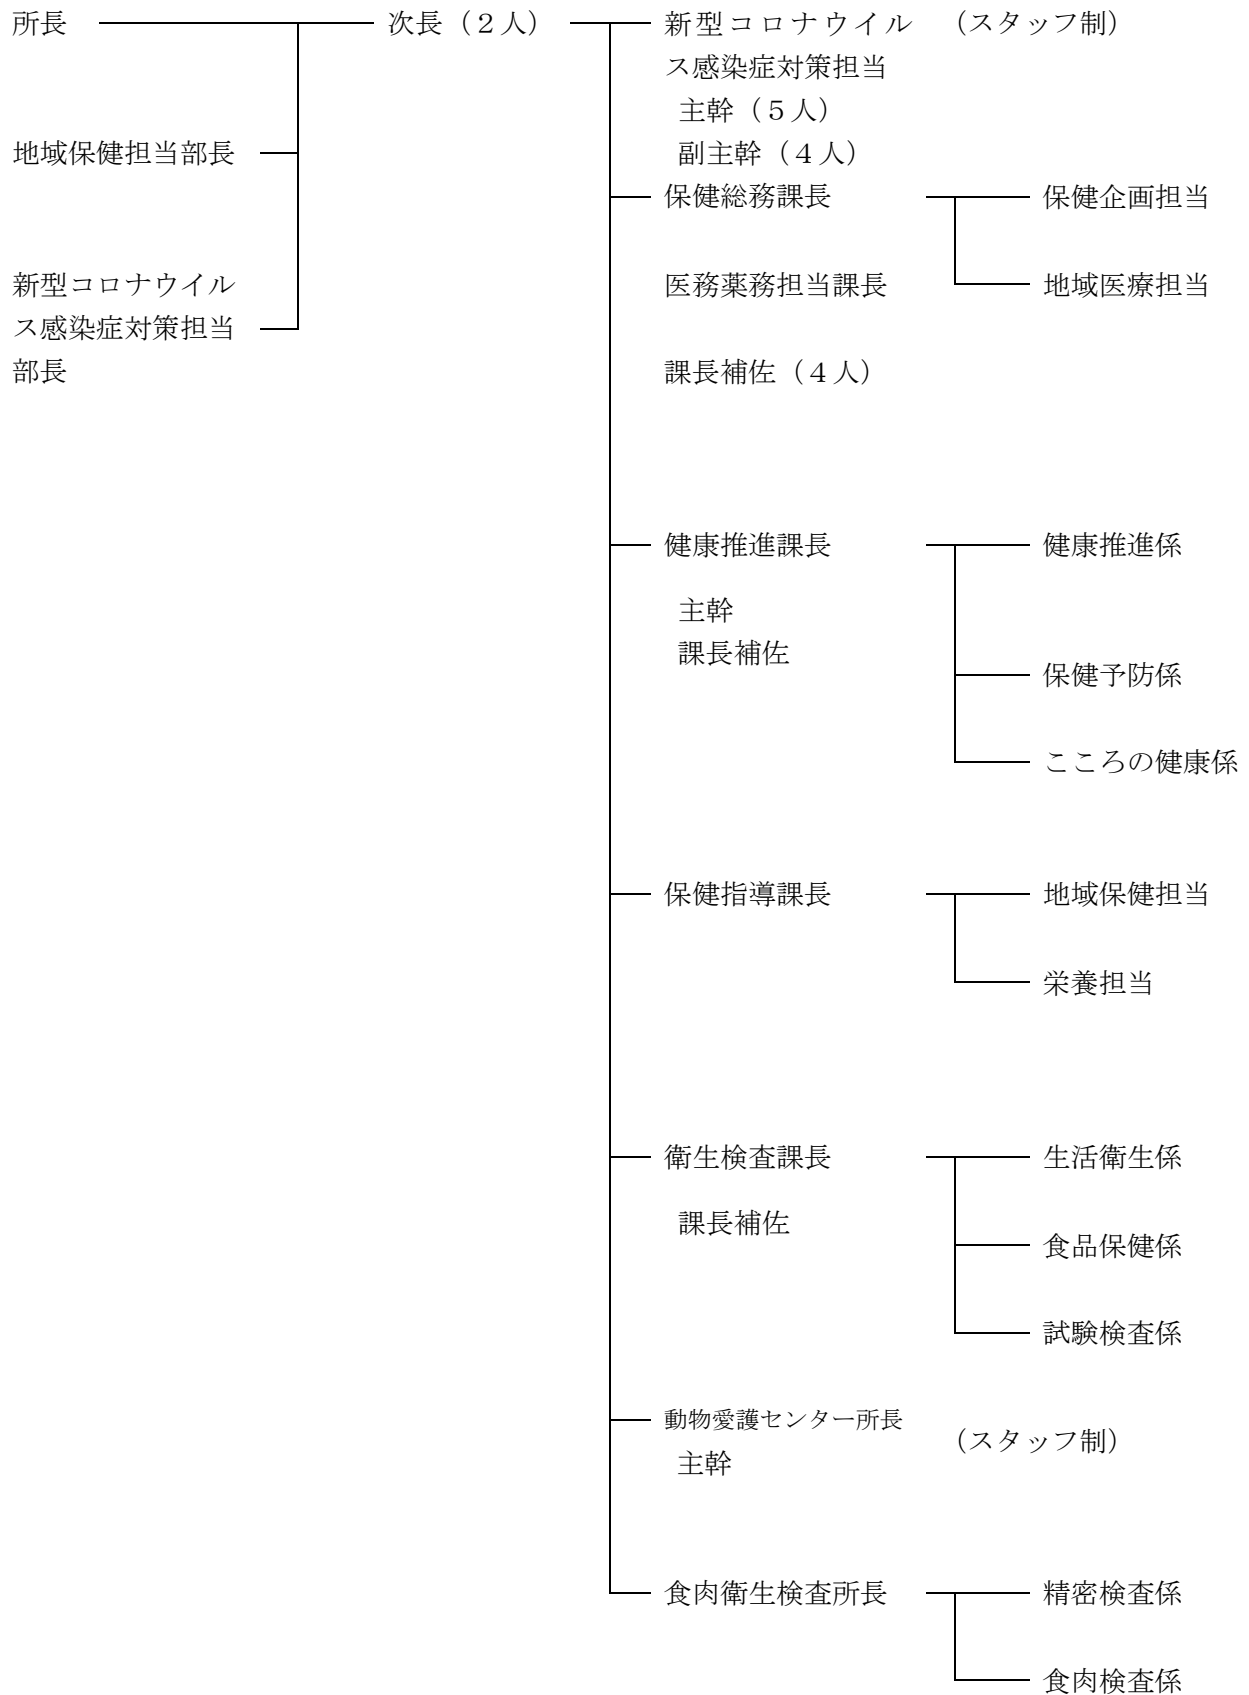 所長
次長（２人）
新型コロナウイル
ス感染症対策担当
主幹（５人）
副主幹（４人）
（スタッフ制）
地域保健担当部長
新型コロナウイル
ス感染症対策担当
部長
保健総務課長
医務薬務担当課長
課長補佐（４人）
保健企画担当
地域医療担当
健康推進課長
主幹
課長補佐
健康推進係
保健予防係
こころの健康係
保健指導課長
地域保健担当
栄養担当
衛生検査課長
課長補佐
生活衛生係
食品保健係
試験検査係
動物愛護センター所長
主幹
（スタッフ制）
食肉衛生検査所長
精密検査係
食肉検査係